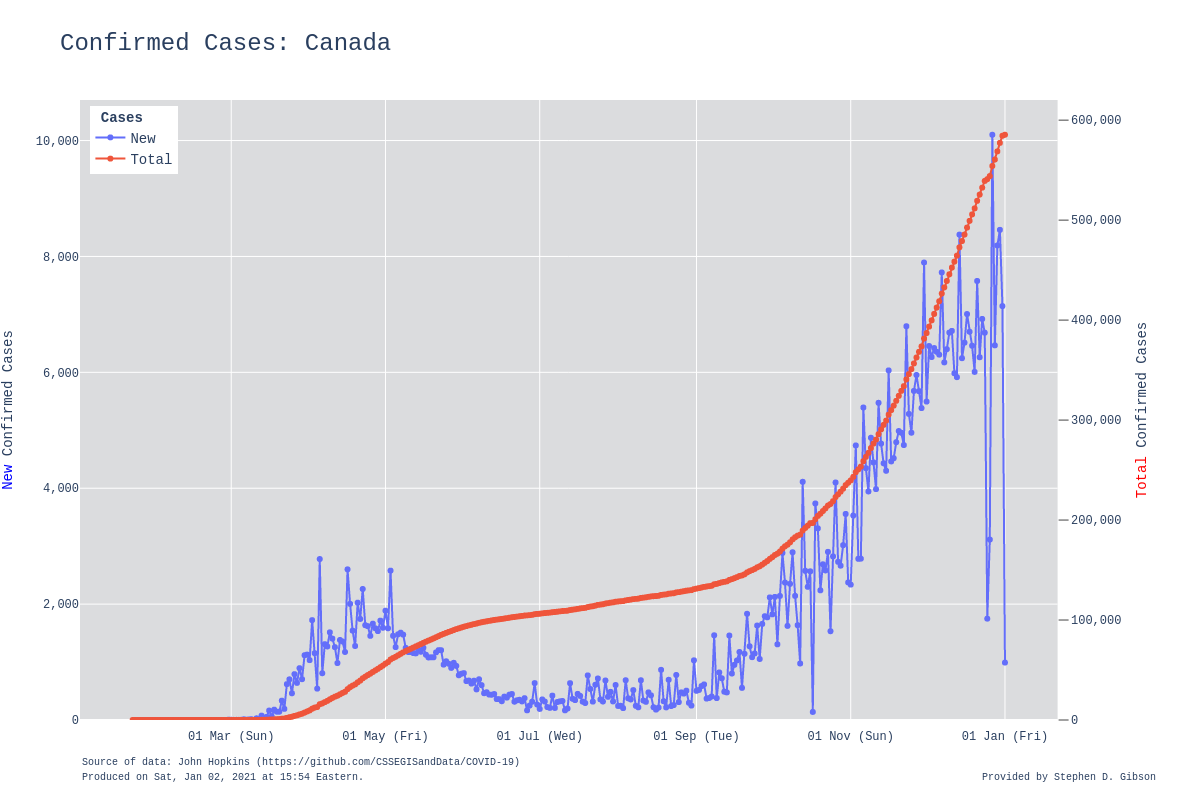 Confirmed Cases: Canada
Cases
New
Total
10,000
8,000
6,000
4,000
2,000
0
New Confirmed Cases
600,000
500,000
400,000
300,000
200,000
100,000
0
Total Confirmed Cases
01 Mar (Sun) 01 May (Fri) 01 Jul (Wed) 01 Sep (Tue) 01 Nov (Sun) 01 Jan (Fri)
Source of data: John Hopkins (https://github.com/CSSEGISandData/COVID-19)
Produced on Sat, Jan 02, 2021 at 15:54 Eastern.
Provided by Stephen D. Gibson